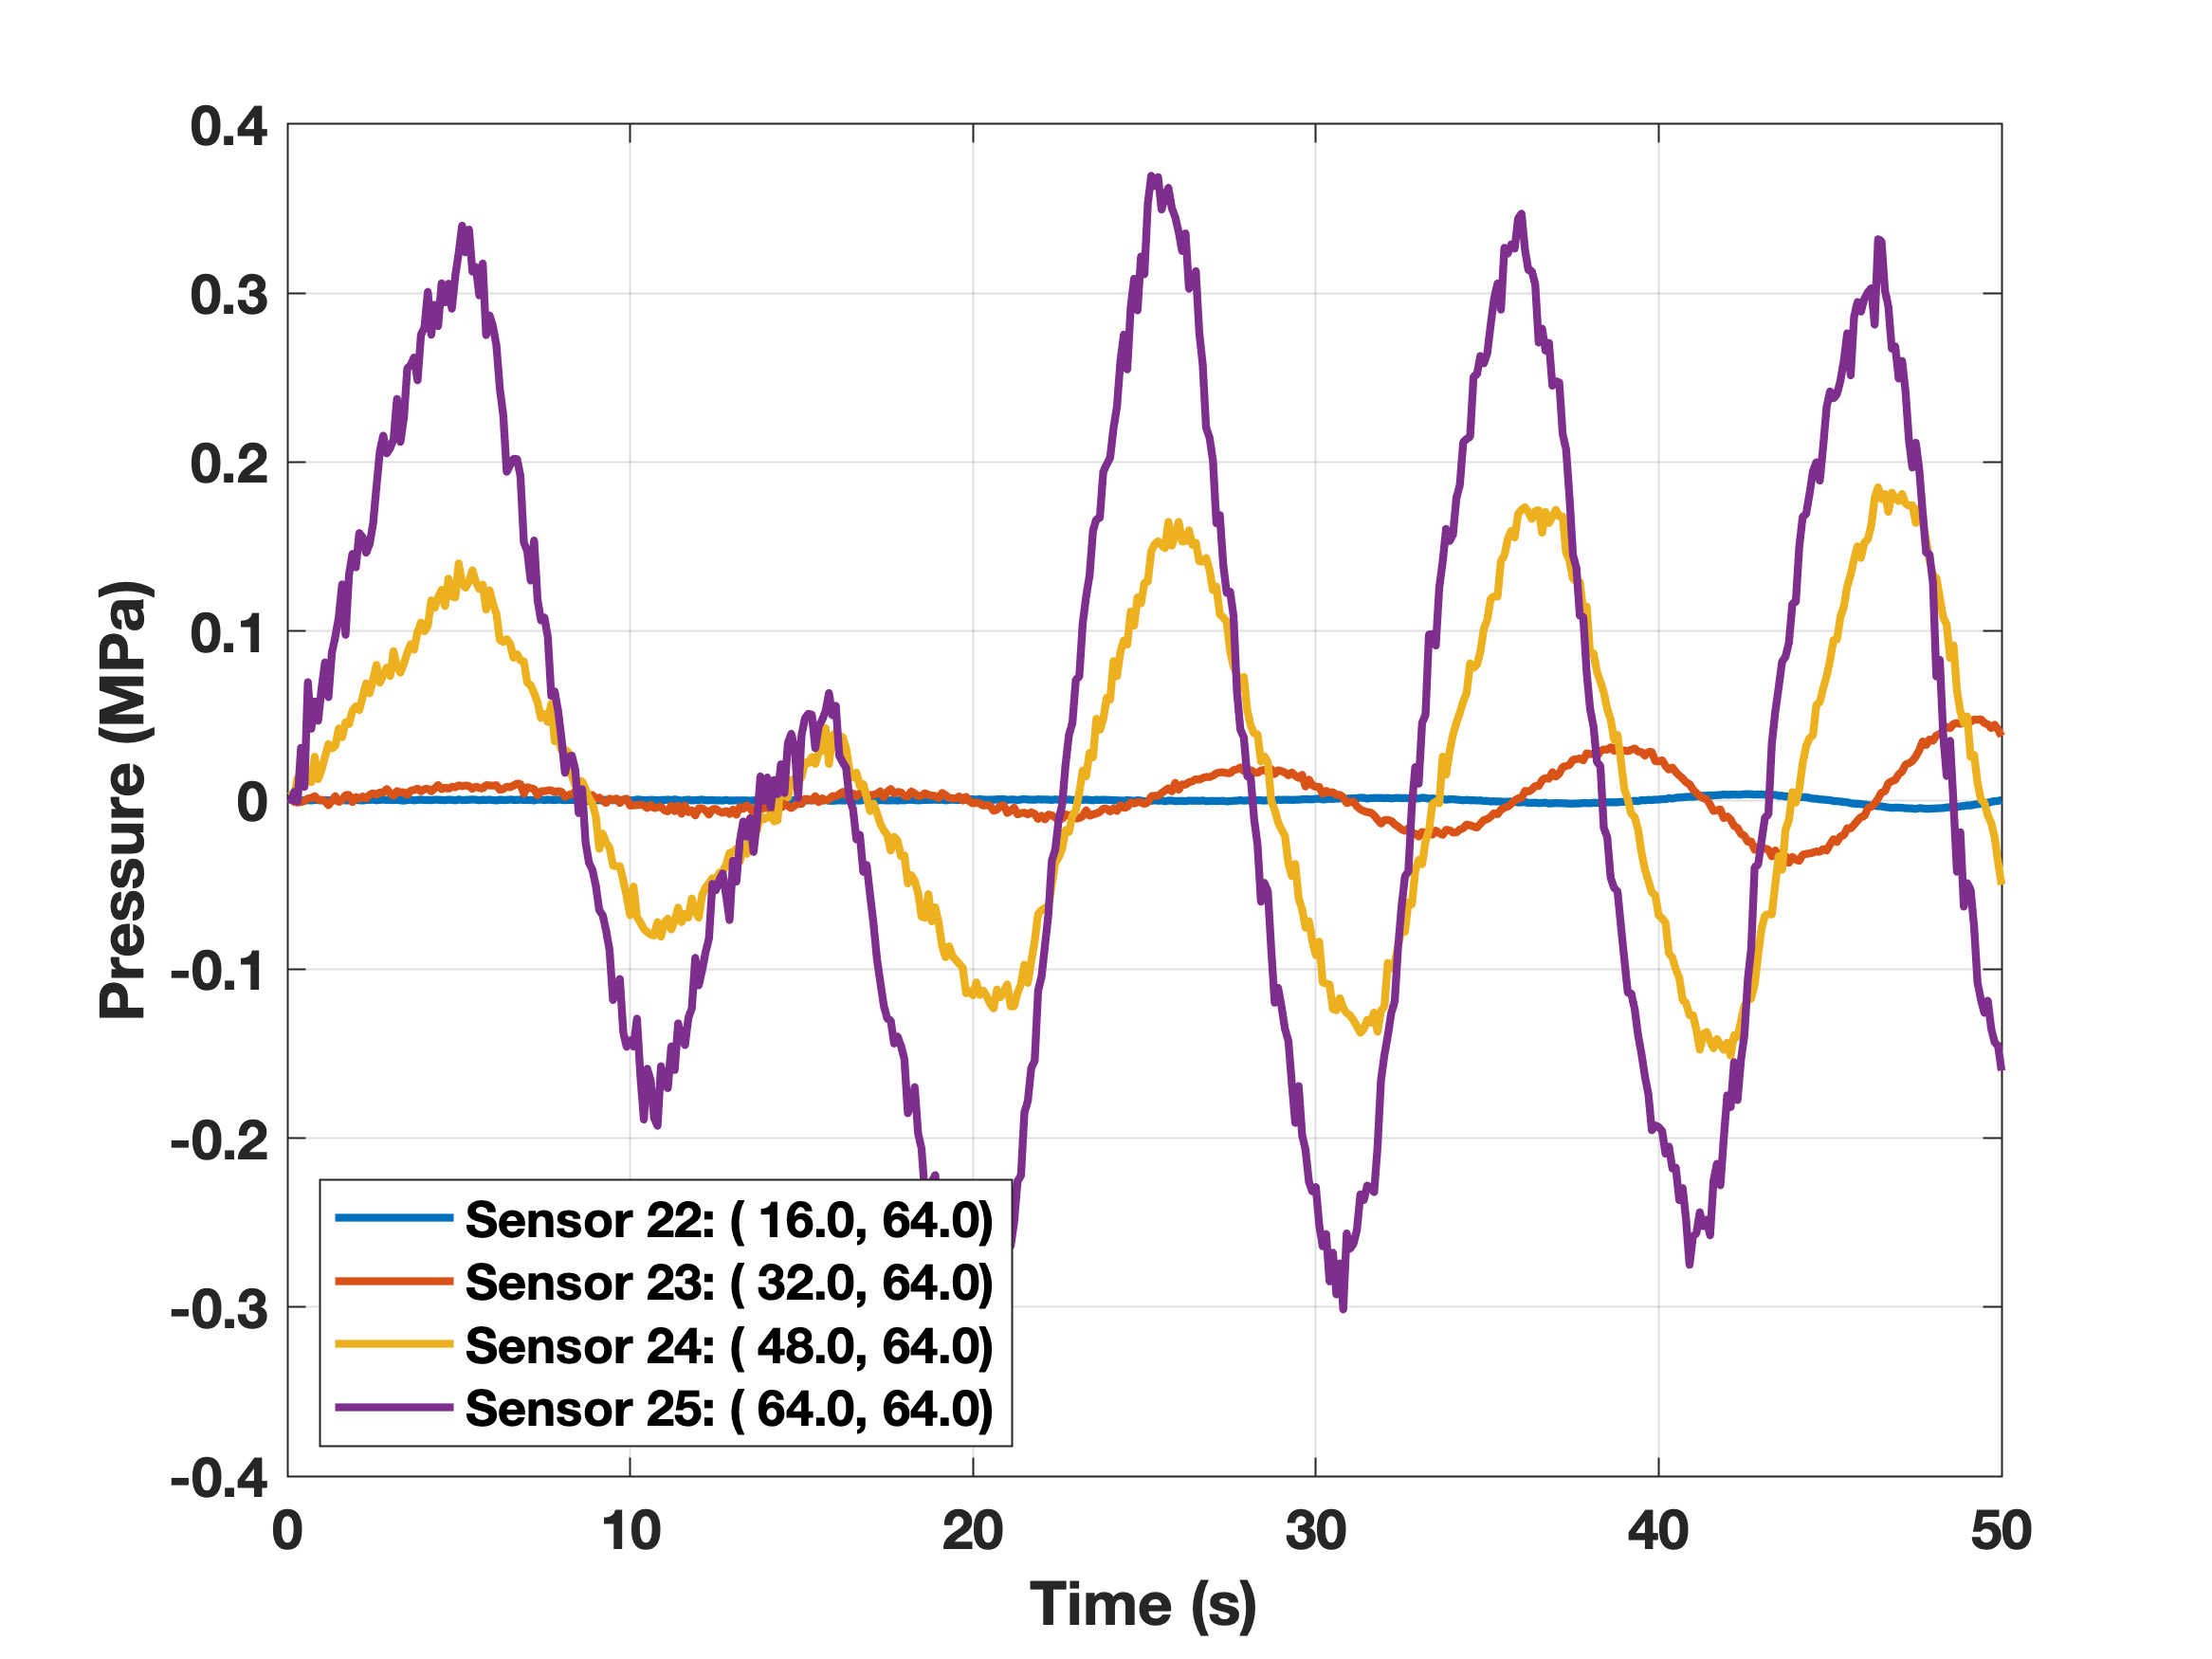 0.4
0.3
0.2
0.1
0
-0.1
-0.2
-0.3
-0.4
Pressure (MPa)
Sensor 22: ( 16.0, 64.0)
Sensor 23: ( 32.0, 64.0)
Sensor 24: ( 48.0, 64.0)
Sensor 25: ( 64.0, 64.0)
0 10 20 30 40 50
Time (s)